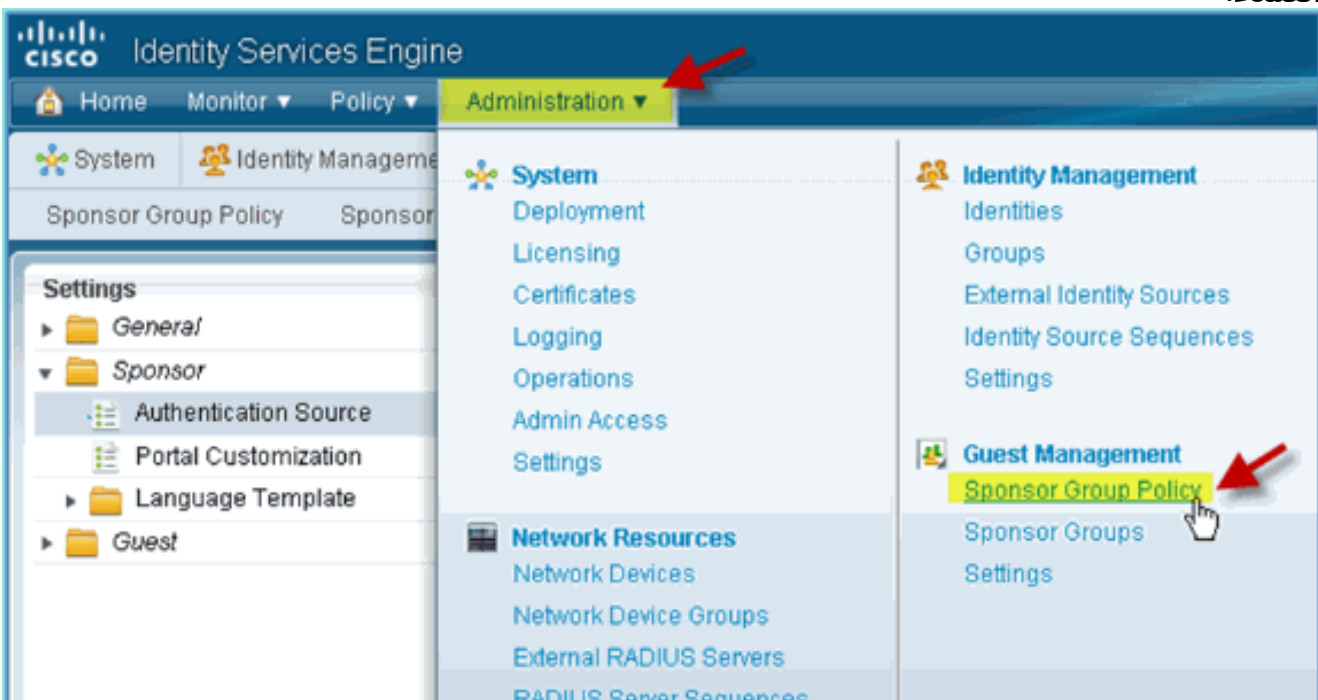 CISCO Identity Services Engine
Home Monitor ▼ Policy ▼ Administration ▼
System Identity Manageme
Sponsor Group Policy Sponsor
Settings
General
Sponsor
Authentication Source
Portal Customization
Language Template
Guest
System
Deployment
Licensing
Certificates
Logging
Operations
Admin Access
Settings
Network Resources
Network Devices
Network Device Groups
External RADIUS Servers
RADIUS Server Sequences
Identity Management
Identities
Groups
External Identity Sources
Identity Source Sequences
Settings
Guest Management
Sponsor Group Policy
Sponsor Groups
Settings